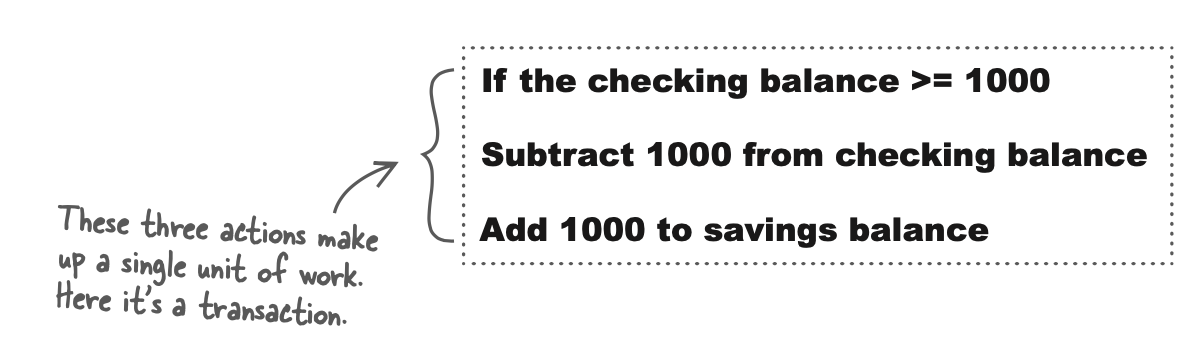 If the checking balance >= 1000
Subtract 1000 from checking balance
Add 1000 to savings balance
These three actions make
up a single unit of work.
Here it's a transaction.